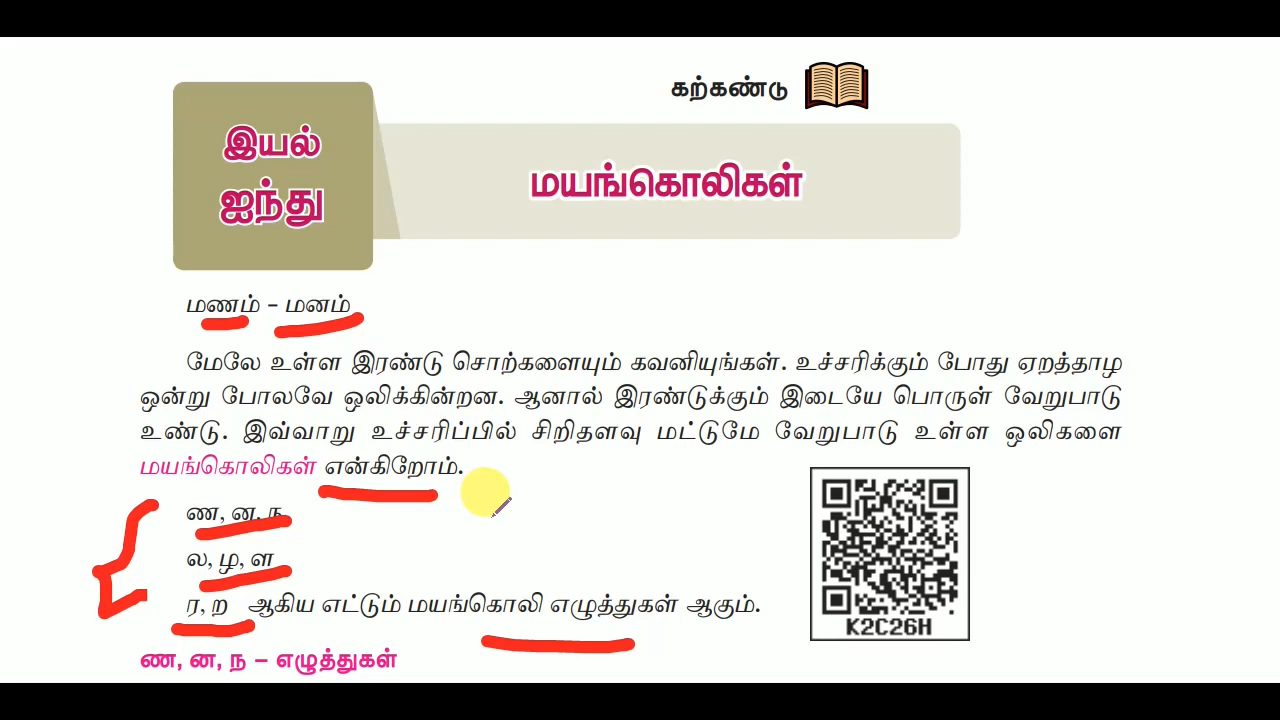 கற்கண்டு
இயல்
ஐந்து
மயங்கொலிகள்
மணம் – மனம்
மேலே உள்ள இரண்டு சொற்களையும் கவனியுங்கள். உச்சரிக்கும் போது ஏறத்தாழ
ஒன்று போலவே ஒலிக்கின்றன. ஆனால் இரண்டுக்கும் இடையே பொருள் வேறுபாடு
உண்டு. இவ்வாறு உச்சரிப்பில் சிறிதளவு மட்டுமே வேறுபாடு உள்ள ஒலிகளை
மயங்கொலிகள் என்கிறோம்.
ண, ன, ந
ல, ழ, ள
ர, ற ஆகிய எட்டும் மயங்கொலி எழுத்துகள் ஆகும்.
K2C26H
ண, ன, ந – எழுத்துகள்